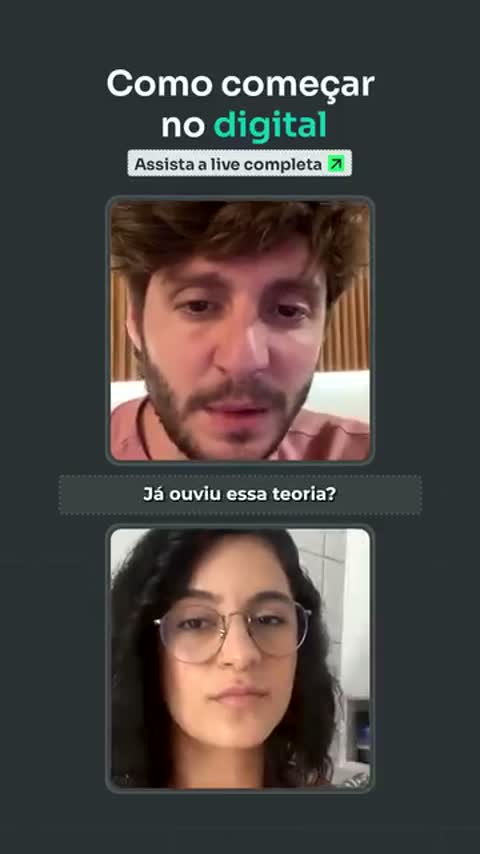 Como começar
no digital
Assista a live completa
Já ouviu essa teoria?